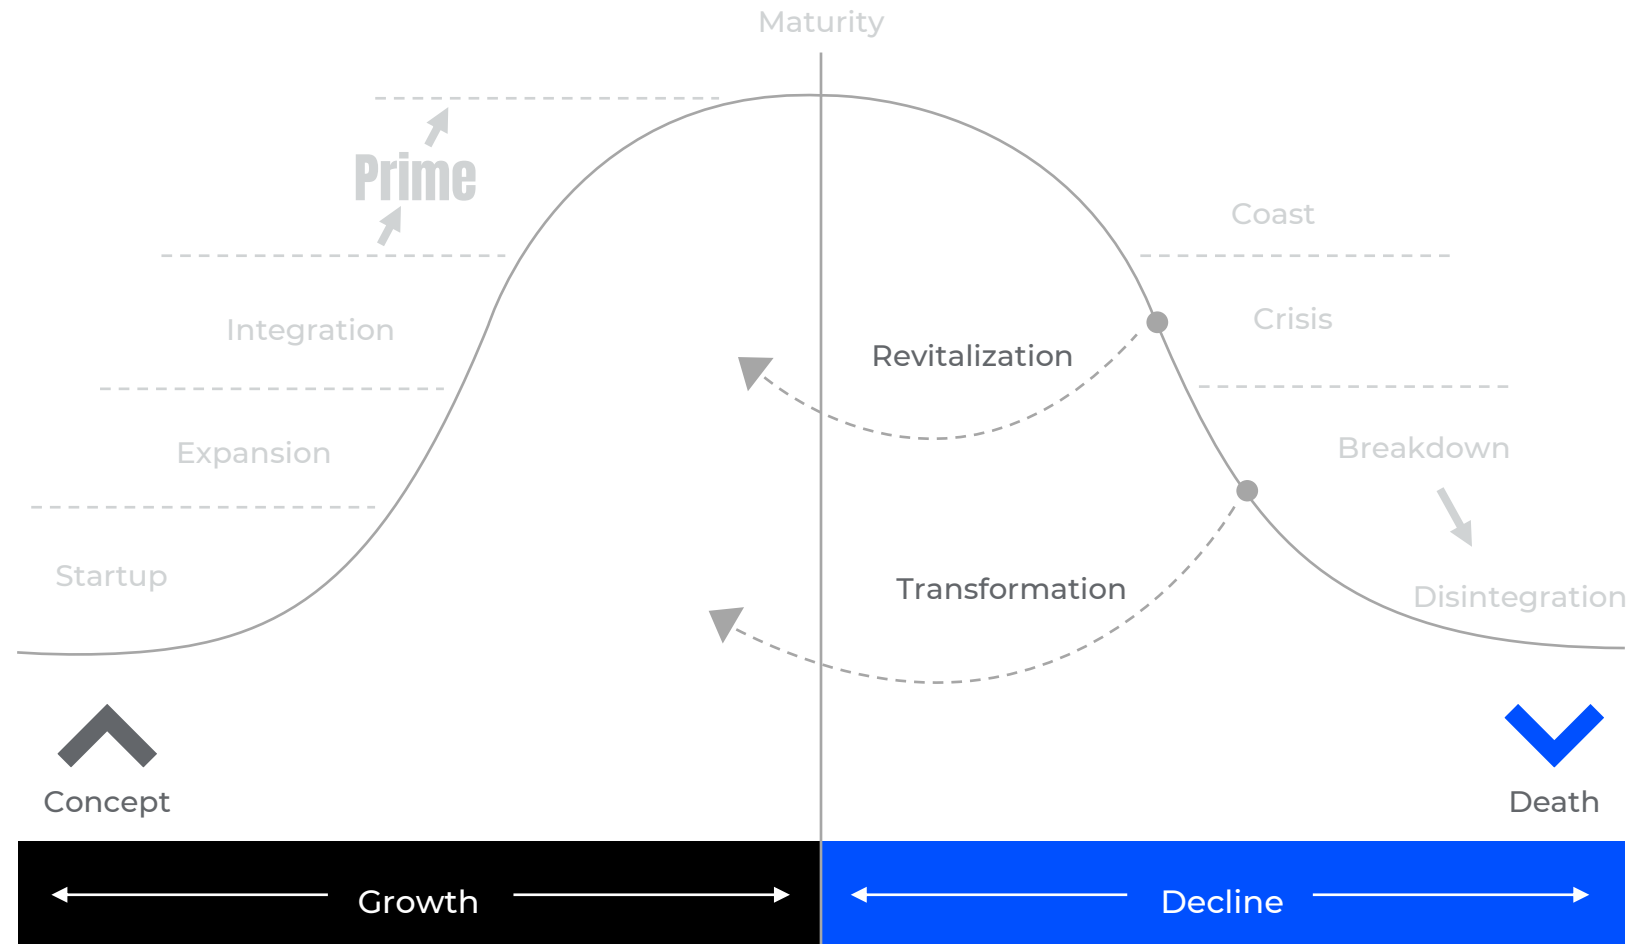 Maturity
Prime
Coast
Integration
Crisis
Revitalization
Expansion
Breakdown
Startup
Transformation
Disintegration
Concept
Death
Growth
Decline